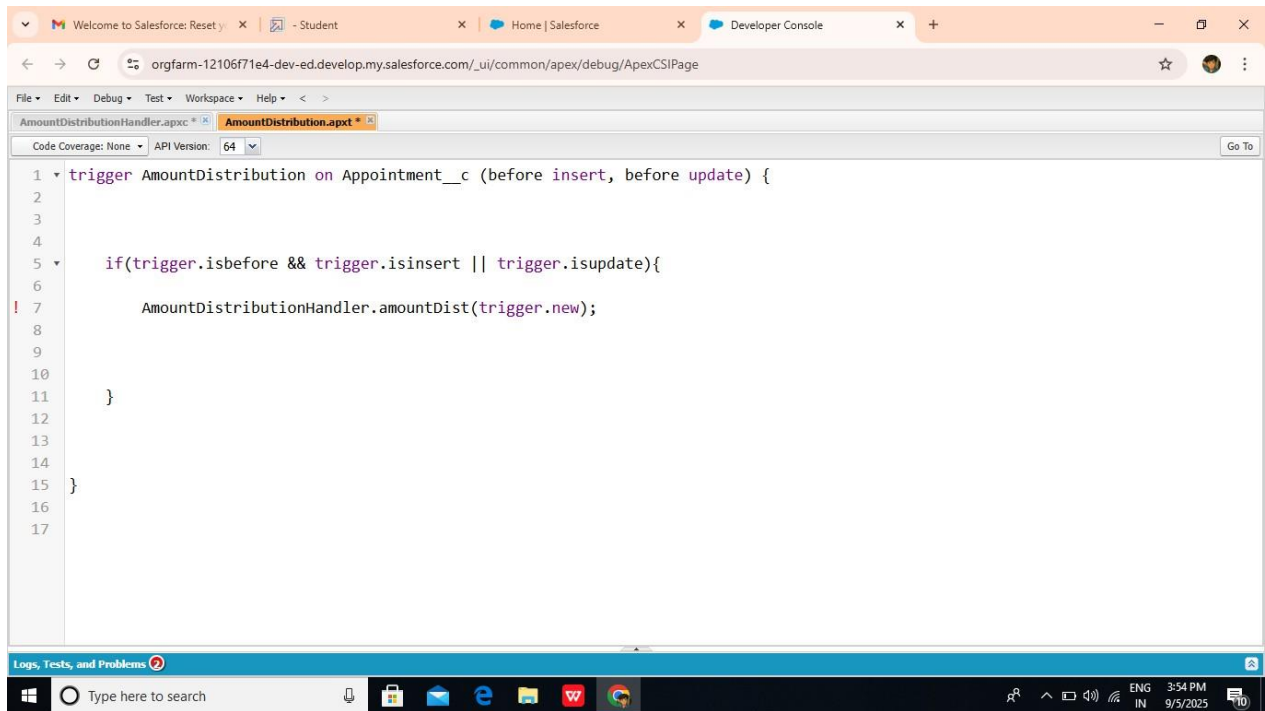 Welcome to Salesforce: Reset y
- Student
Home | Salesforce
Developer Console
orgfarm-12106f71e4-dev-ed.develop.my.salesforce.com/_ui/common/apex/debug/ApexCSIPage
File Edit Debug Test Workspace Help < >
AmountDistributionHandler.apxc * AmountDistribution.apxt *
Code Coverage: None API Version: 64 Go To
1 trigger AmountDistribution on Appointment__c (before insert, before update) {
2
3
4
5 if(trigger.isbefore && trigger.isinsert || trigger.isupdate){
6
! 7 AmountDistributionHandler.amountDist(trigger.new);
8
9
10
11 }
12
13
14
15 }
16
17
Logs, Tests, and Problems 2
Type here to search
W
ENG 3:54 PM
IN 9/5/2025
10